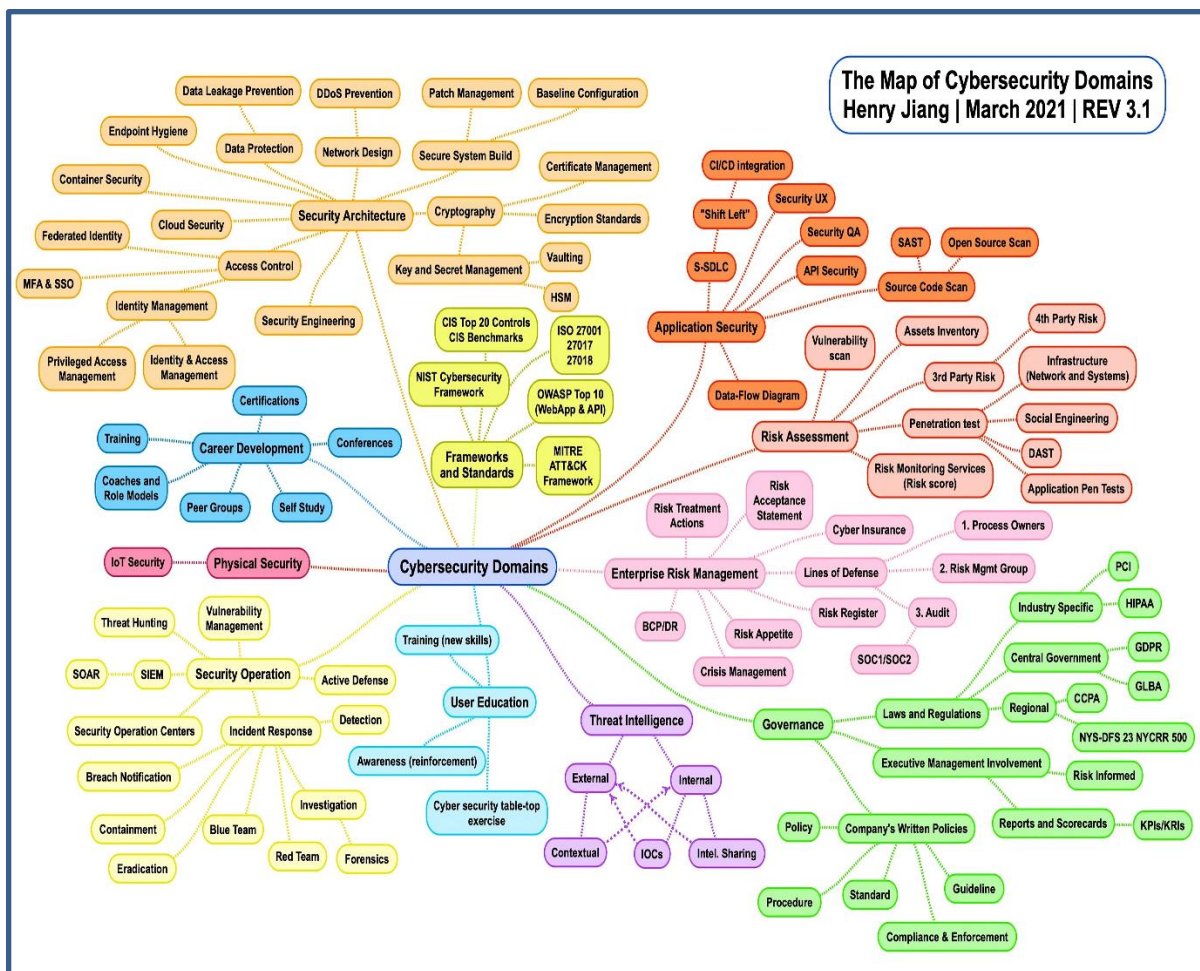 The Map of Cybersecurity Domains
Henry Jiang | March 2021 | REV 3.1
Data Leakage Prevention
DDoS Prevention
Patch Management
Baseline Configuration
Endpoint Hygiene
Data Protection
Network Design
Secure System Build
Container Security
Certificate Management
Cloud Security
Security Architecture
Cryptography
Encryption Standards
Federated Identity
Access Control
Key and Secret Management
Vaulting
HSM
MFA & SSO
Identity Management
Security Engineering
Privileged Access
Management
Identity & Access
Management
CI/CD integration
"Shift Left"
Security UX
Security QA
S-SDLC
API Security
SAST
Open Source Scan
Source Code Scan
Application Security
Data-Flow Diagram
CIS Top 20 Controls
CIS Benchmarks
ISO 27001
27017
27018
NIST Cybersecurity
Framework
OWASP Top 10
(WebApp & API)
Frameworks
and Standards
MITRE
ATT&CK
Framework
Vulnerability
scan
Assets Inventory
4th Party Risk
3rd Party Risk
Infrastructure
(Network and Systems)
Risk Assessment
Penetration test
Social Engineering
DAST
Risk Monitoring Services
(Risk score)
Application Pen Tests
Certifications
Training
Career Development
Conferences
Coaches and
Role Models
Peer Groups
Self Study
IoT Security
Physical Security
Cybersecurity Domains
Risk Treatment
Actions
Risk
Acceptance
Statement
Cyber Insurance
1. Process Owners
Enterprise Risk Management
Lines of Defense
2. Risk Mgmt Group
BCP/DR
Risk Appetite
Risk Register
3. Audit
Crisis Management
SOC1/SOC2
Threat Hunting
Vulnerability
Management
SOAR
SIEM
Security Operation
Active Defense
Security Operation Centers
Incident Response
Detection
Breach Notification
Investigation
Containment
Blue Team
Eradication
Red Team
Forensics
Training (new skills)
User Education
Awareness (reinforcement)
Cyber security table-top
exercise
Threat Intelligence
External
Internal
Contextual
IOCs
Intel. Sharing
Governance
Laws and Regulations
Industry Specific
PCI
HIPAA
Central Government
GDPR
GLBA
Regional
CCPA
NYS-DFS 23 NYCRR 500
Executive Management Involvement
Risk Informed
Reports and Scorecards
KPIs/KRIs
Company's Written Policies
Policy
Procedure
Standard
Guideline
Compliance & Enforcement